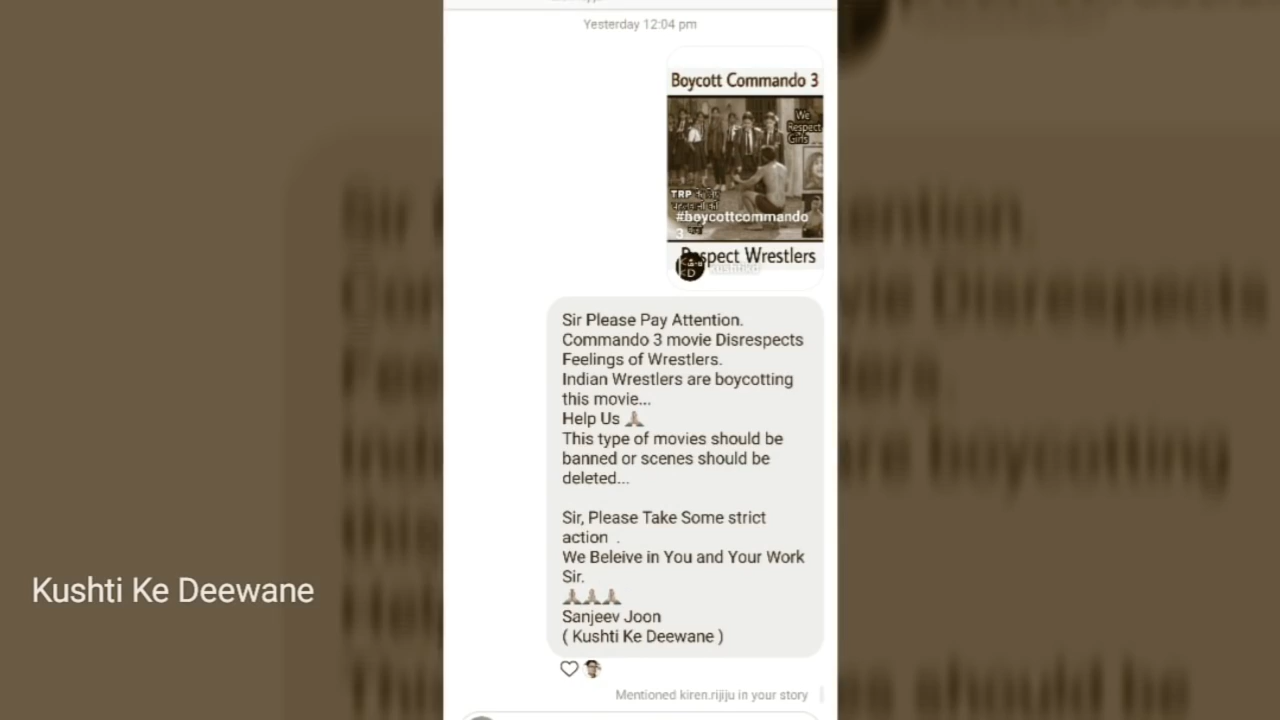 Yesterday 12:04 pm
Boycott Commando 3
We
Respect
Girls
TRP के लिए
#boycottcommando
3
Respect Wrestlers
Sir Please Pay Attention.
Commando 3 movie Disrespects
Feelings of Wrestlers.
Indian Wrestlers are boycotting
this movie...
Help Us 🙏
This type of movies should be
banned or scenes should be
deleted...
Sir, Please Take Some strict
action .
We Beleive in You and Your Work
Sir.
🙏🙏🙏
Sanjeev Joon
( Kushti Ke Deewane )
Mentioned kiren.rijiju in your story
Kushti Ke Deewane